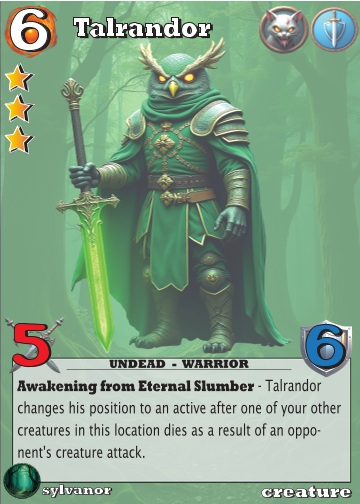 6 Talrandor
5
6
UNDEAD - WARRIOR
Awakening from Eternal Slumber - Talrandor
changes his position to an active after one of your other
creatures in this location dies as a result of an oppo-
nent's creature attack.
sylvanor creature